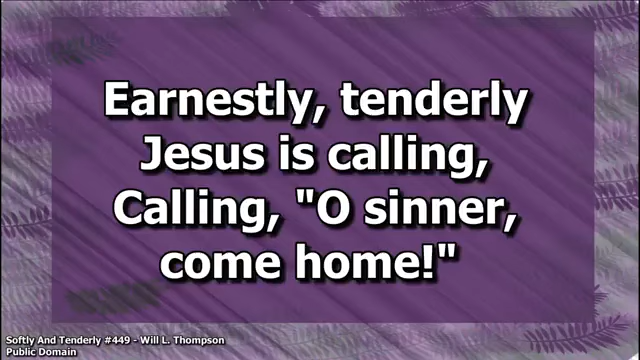 Earnestly, tenderly
Jesus is calling,
Calling, "O sinner,
come home!"
Softly And Tenderly #449 - Will L. Thompson
Public Domain